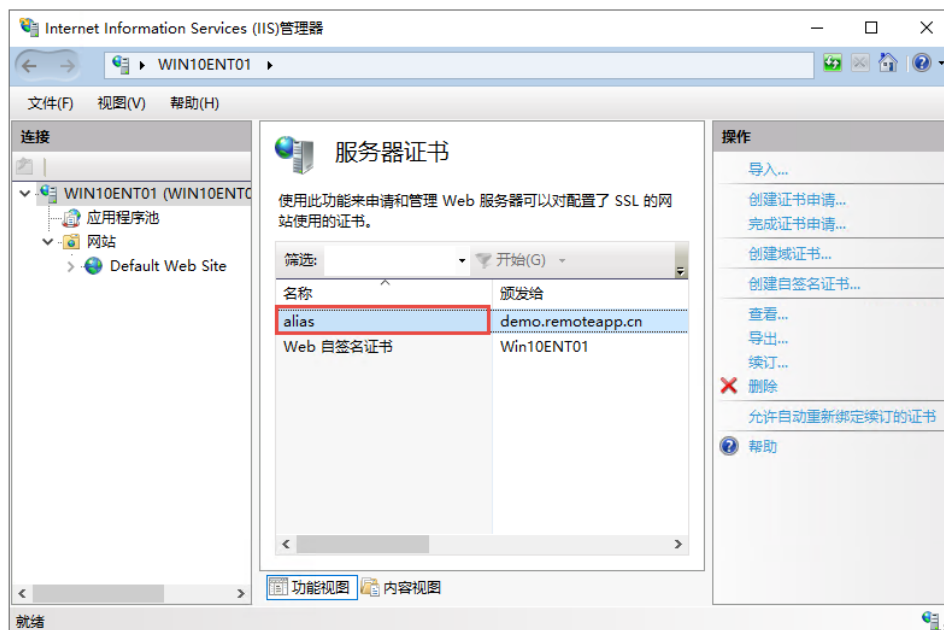 Internet Information Services (IIS)管理器
WIN10ENT01
文件(F) 视图(V) 帮助(H)
连接
WIN10ENT01 (WIN10ENT0
应用程序池
网站
Default Web Site
服务器证书
使用此功能来申请和管理 Web 服务器可以对配置了 SSL 的网
站使用的证书。
筛选: 开始(G)
名称 颁发给
alias demo.remoteapp.cn
Web 自签名证书 Win10ENT01
功能视图 内容视图
操作
导入...
创建证书申请...
完成证书申请...
创建域证书...
创建自签名证书...
查看...
导出...
续订...
删除
允许自动重新绑定续订的证书
帮助
就绪